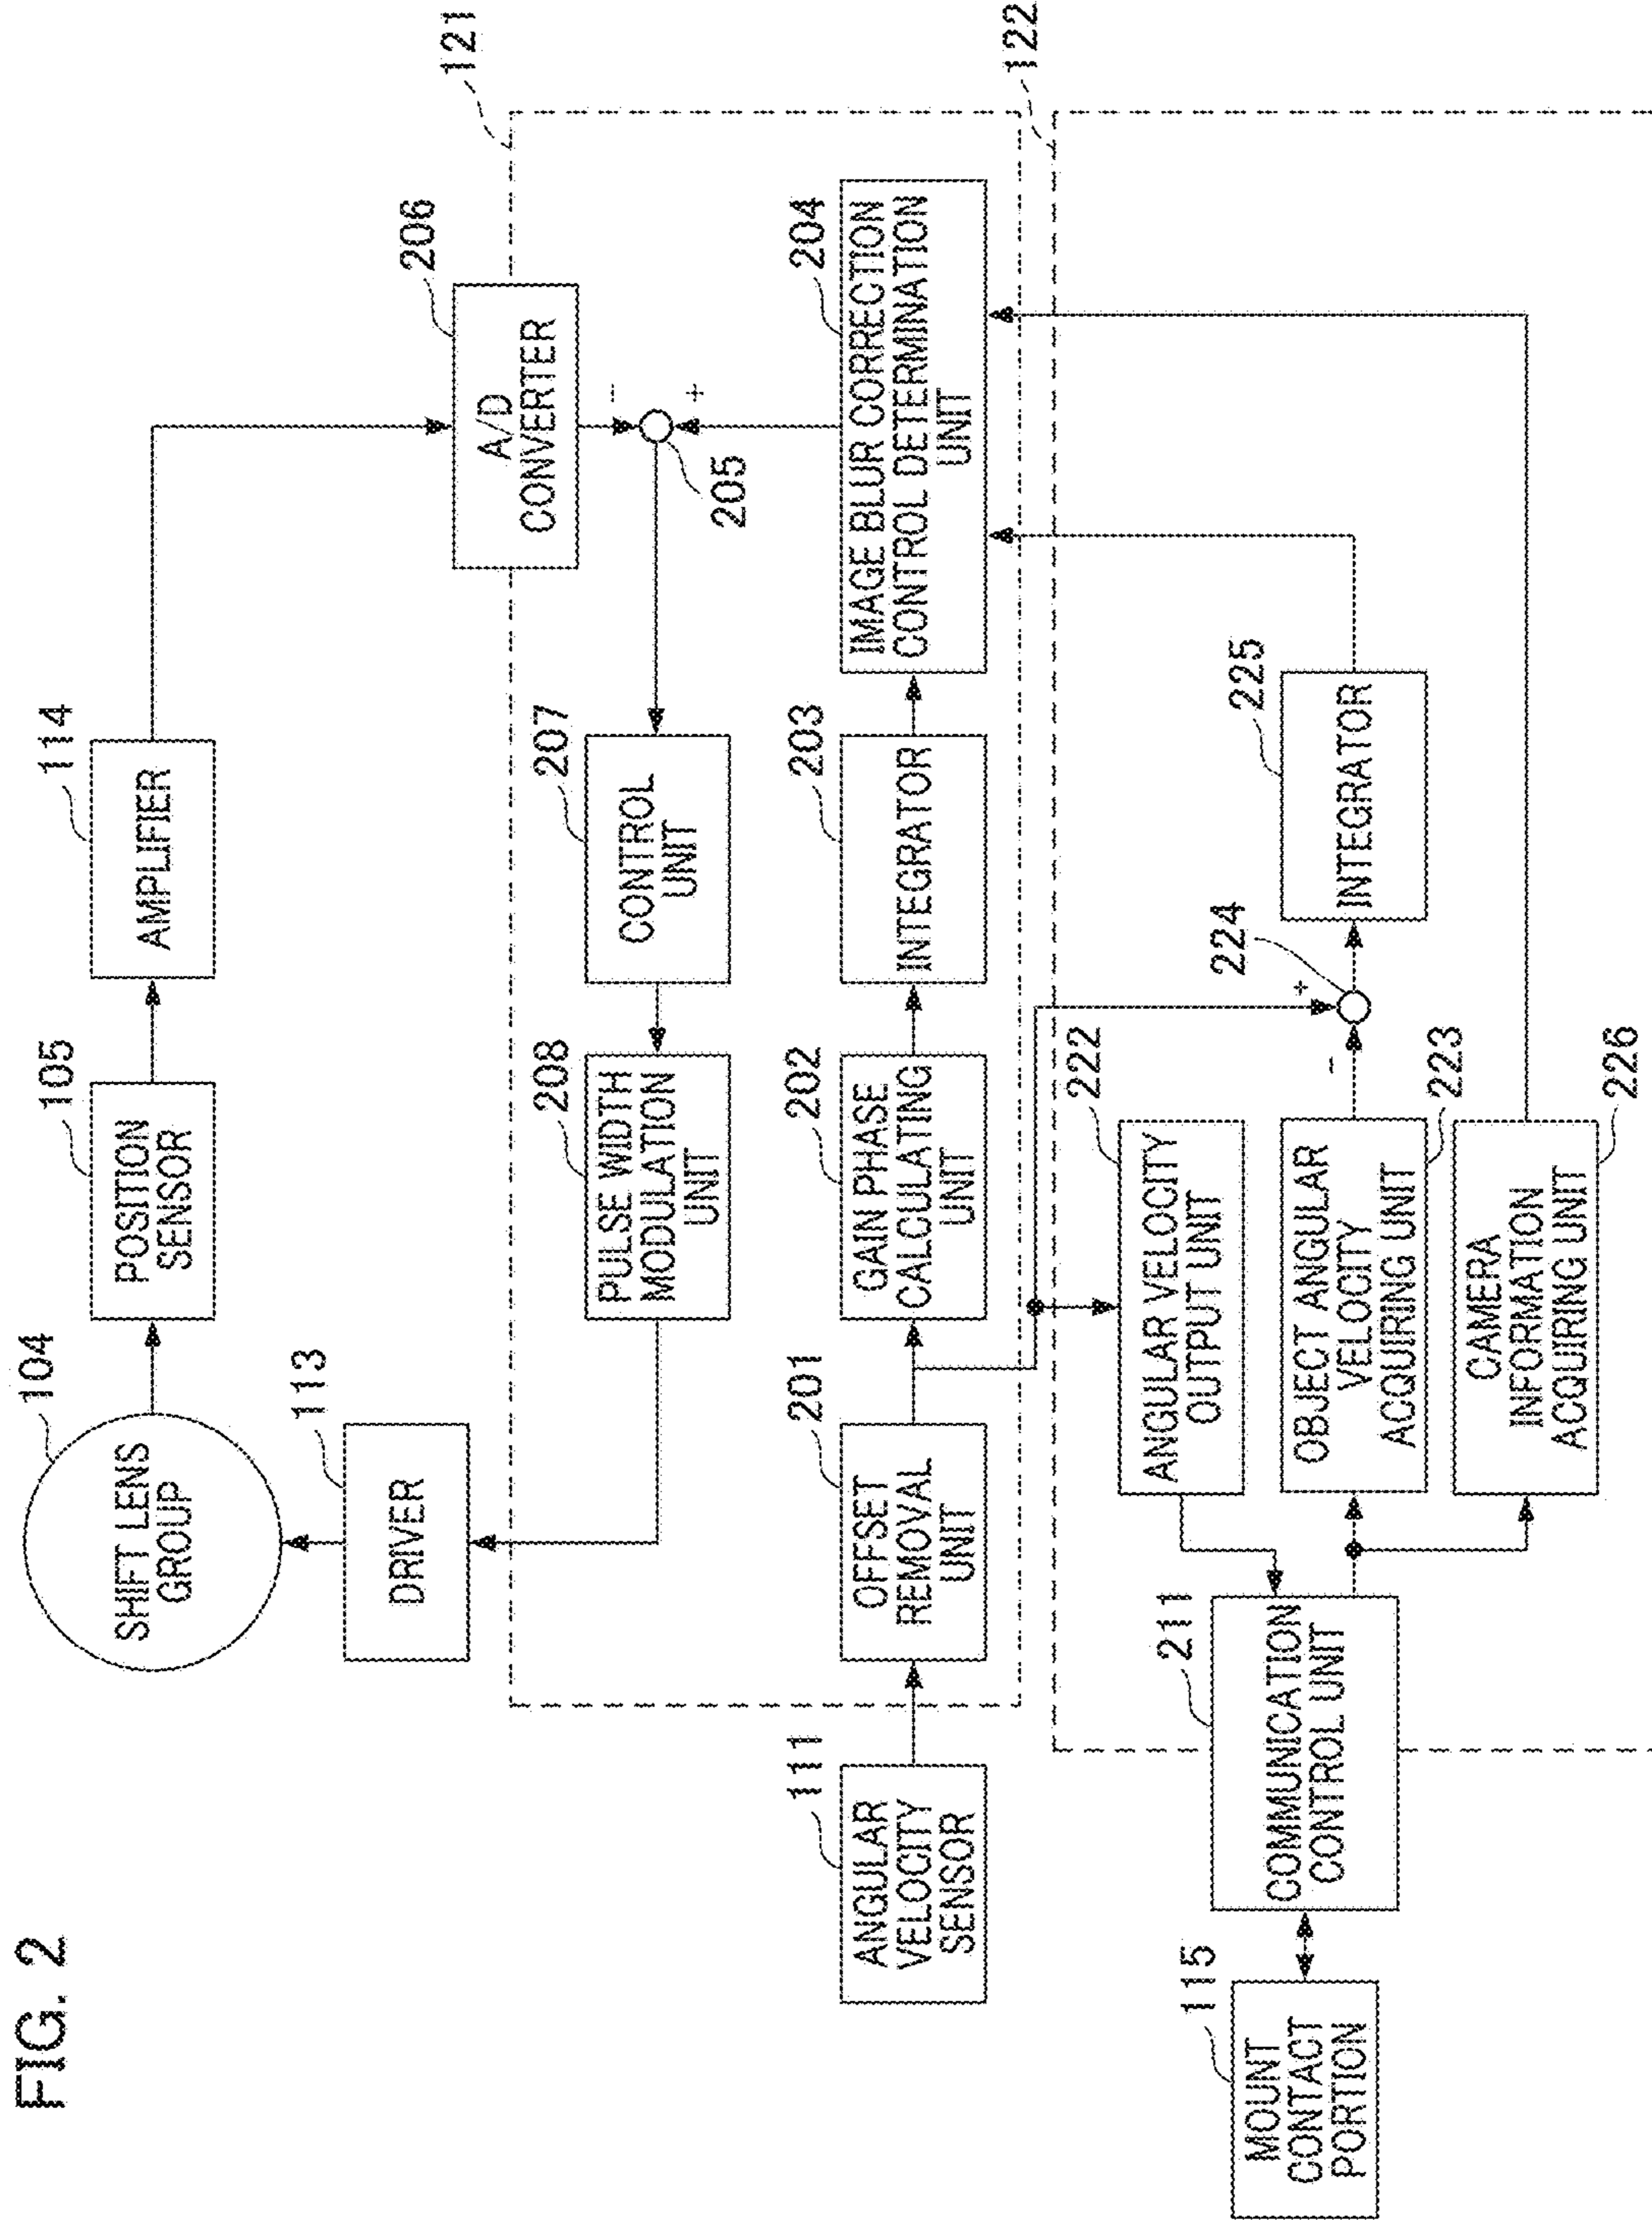 FIG. 2
104
SHIFT LENS
GROUP
105
POSITION
SENSOR
114
AMPLIFIER
113
DRIVER
206
A/D
CONVERTER
121
208
PULSE WIDTH
MODULATION
UNIT
207
CONTROL
UNIT
-
+
205
111
ANGULAR
VELOCITY
SENSOR
201
OFFSET
REMOVAL
UNIT
202
GAIN PHASE
CALCULATING
UNIT
203
INTEGRATOR
204
IMAGE BLUR CORRECTION
CONTROL DETERMINATION
UNIT
122
115
MOUNT
CONTACT
PORTION
211
COMMUNICATION
CONTROL UNIT
222
ANGULAR VELOCITY
OUTPUT UNIT
OBJECT ANGULAR
VELOCITY
ACQUIRING UNIT
223
-
+
224
225
INTEGRATOR
CAMERA
INFORMATION
ACQUIRING UNIT
226